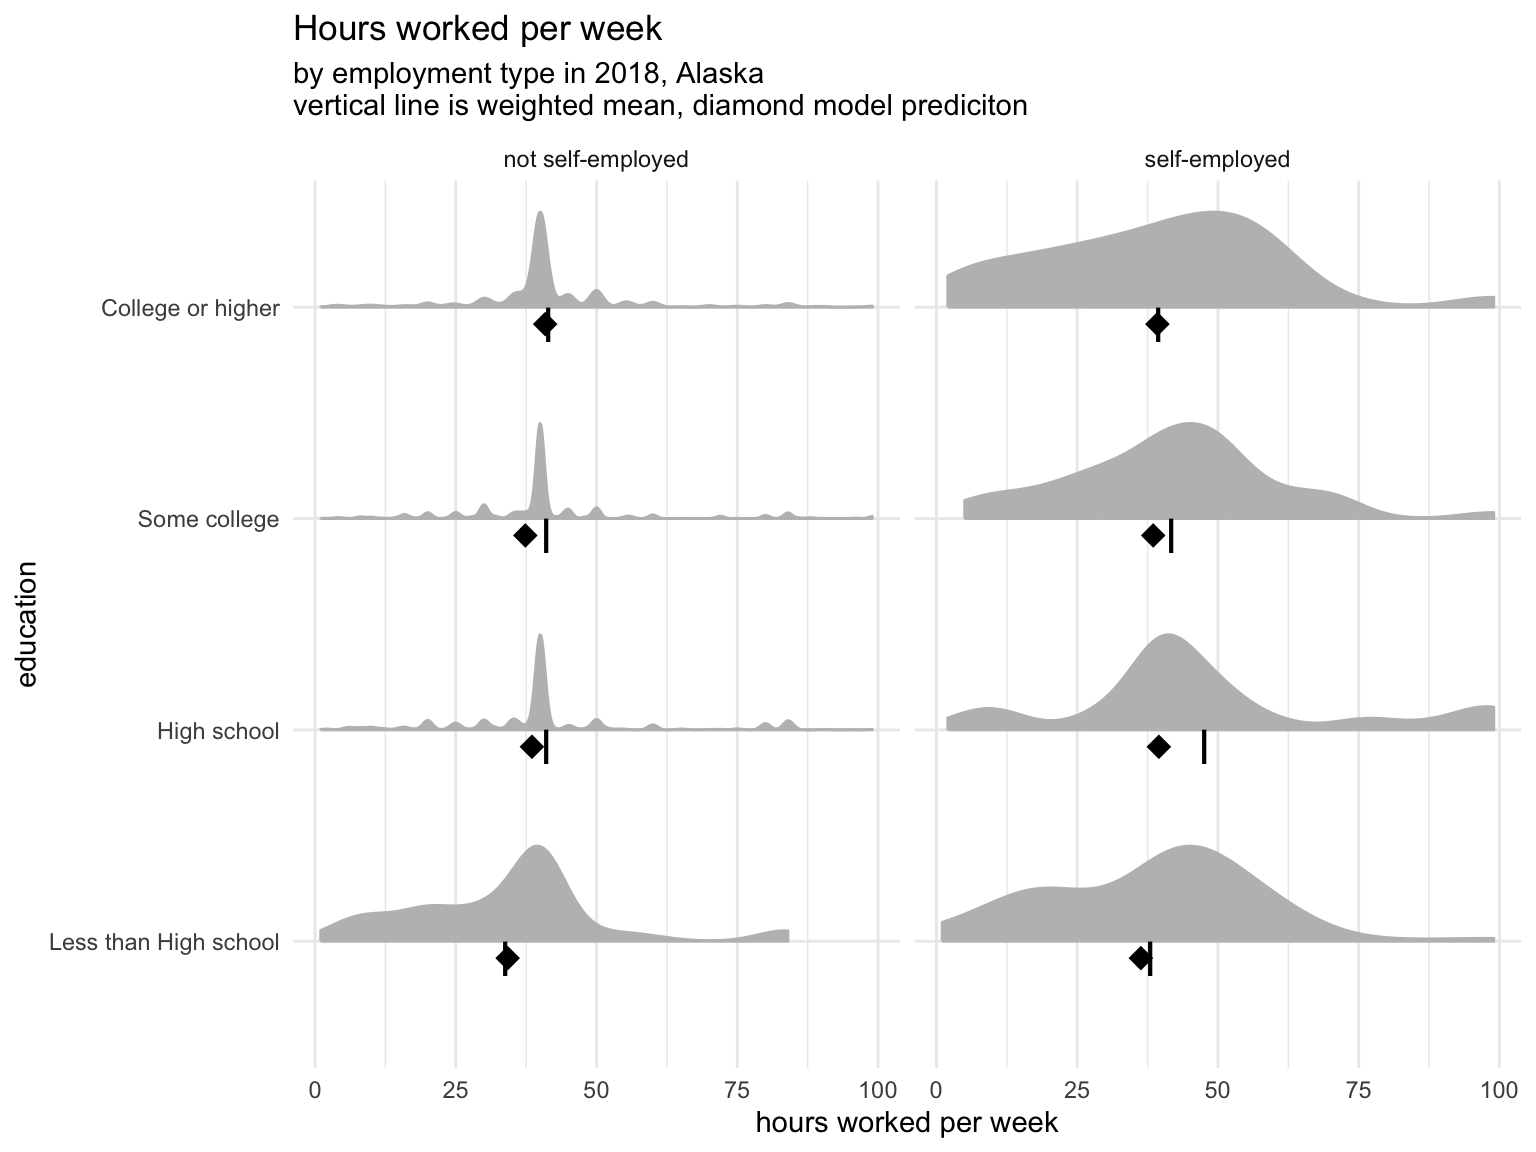 Hours worked per week
by employment type in 2018, Alaska
vertical line is weighted mean, diamond model prediciton
not self-employed
self-employed
College or higher
Some college
High school
Less than High school
education
0 25 50 75 100 0 25 50 75 100
hours worked per week